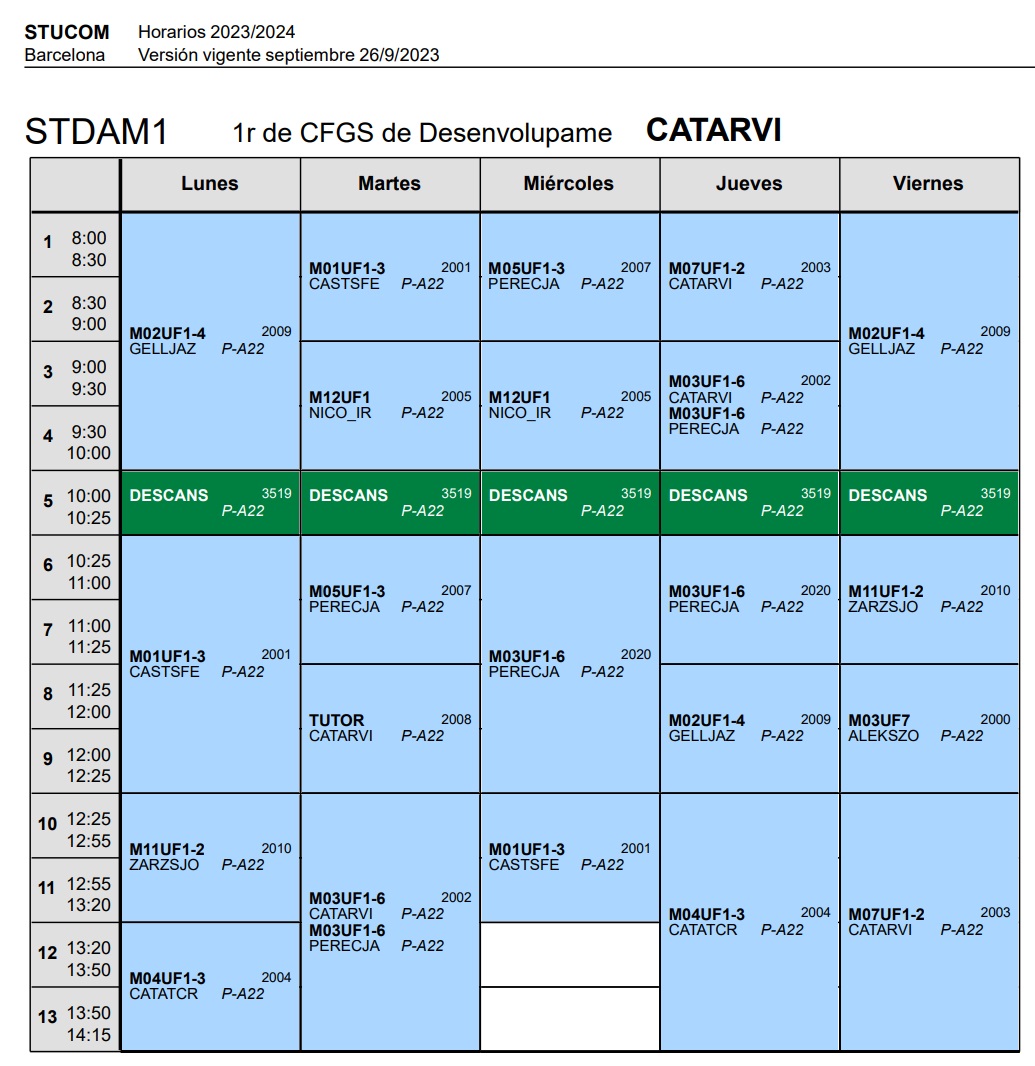 STUCOM Horarios 2023/2024
Barcelona Versión vigente septiembre 26/9/2023
STDAM1 1r de CFGS de Desenvolupame CATARVI
Lunes Martes Miércoles Jueves Viernes
1 8:00
8:30
M01UF1-3 2001 M05UF1-3 2007 M07UF1-2 2003
CASTSFE P-A22 PERECJA P-A22 CATARVI P-A22
2 8:30
9:00
M02UF1-4 2009 M02UF1-4 2009
GELLJAZ P-A22 GELLJAZ P-A22
3 9:00
9:30
M12UF1 2005 M12UF1 2005 M03UF1-6 2002
NICO_IR P-A22 NICO_IR P-A22 CATARVI P-A22
M03UF1-6
PERECJA P-A22
4 9:30
10:00
5 10:00
10:25
DESCANS 3519 DESCANS 3519 DESCANS 3519 DESCANS 3519 DESCANS 3519
P-A22 P-A22 P-A22 P-A22 P-A22
6 10:25
11:00
M05UF1-3 2007 M03UF1-6 2020 M11UF1-2 2010
PERECJA P-A22 PERECJA P-A22 ZARZSJO P-A22
7 11:00
11:25
M01UF1-3 2001 M03UF1-6 2020
CASTSFE P-A22 PERECJA P-A22
8 11:25
12:00
TUTOR 2008 M02UF1-4 2009 M03UF7 2000
CATARVI P-A22 GELLJAZ P-A22 ALEKSZO P-A22
9 12:00
12:25
10 12:25
12:55
M11UF1-2 2010 M01UF1-3 2001
ZARZSJO P-A22 CASTSFE P-A22
11 12:55
13:20
M03UF1-6 2002
CATARVI P-A22
M03UF1-6
PERECJA P-A22
M04UF1-3 2004 M07UF1-2 2003
CATATCR P-A22 CATARVI P-A22
12 13:20
13:50
M04UF1-3 2004
CATATCR P-A22
13 13:50
14:15